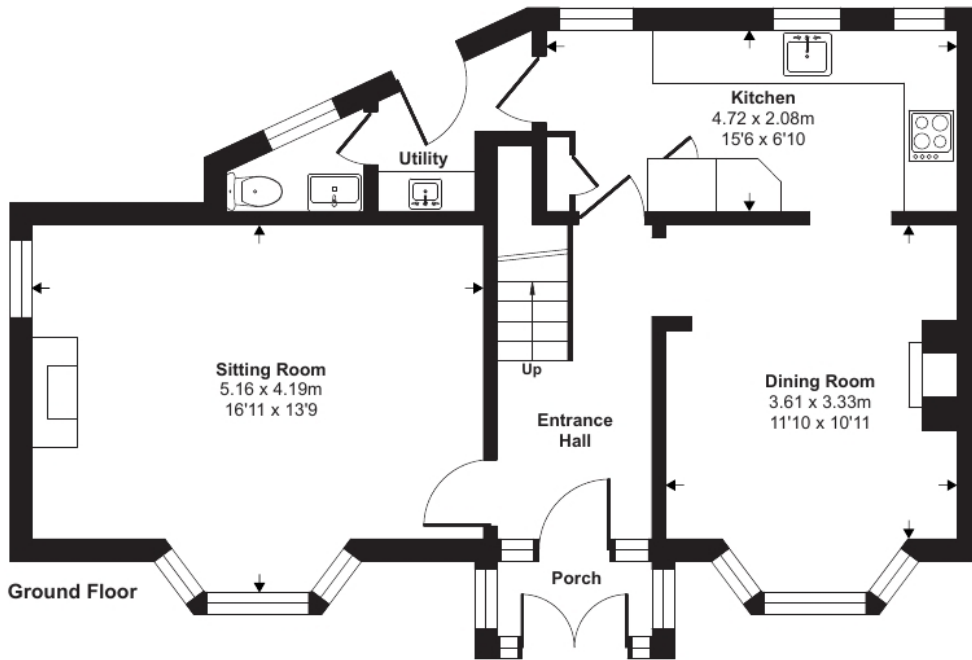 Kitchen
4.72 x 2.08m
15'6 x 6'10
Utility
Sitting Room
5.16 x 4.19m
16'11 x 13'9
Up
Entrance
Hall
Dining Room
3.61 x 3.33m
11'10 x 10'11
Porch
Ground Floor